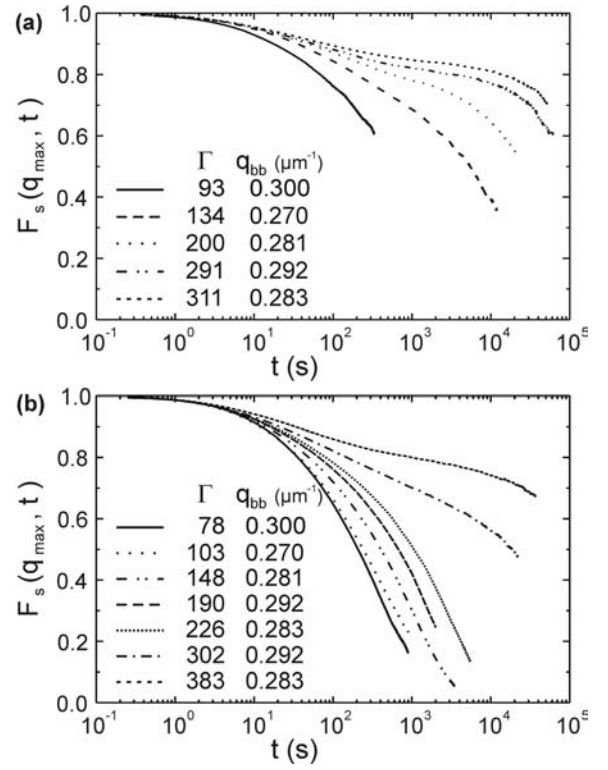 (a)
1.0
0.8
0.6
0.4
0.2
0.0
F_s (q_max, t)
Γ q_bb (μm⁻¹)
93 0.300
134 0.270
200 0.281
291 0.292
311 0.283
10⁻¹ 10⁰ 10¹ 10² 10³ 10⁴ 10⁵
t (s)
(b)
1.0
0.8
0.6
0.4
0.2
0.0
F_s (q_max, t)
Γ q_bb (μm⁻¹)
78 0.300
103 0.270
148 0.281
190 0.292
226 0.283
302 0.292
383 0.283
10⁻¹ 10⁰ 10¹ 10² 10³ 10⁴ 10⁵
t (s)